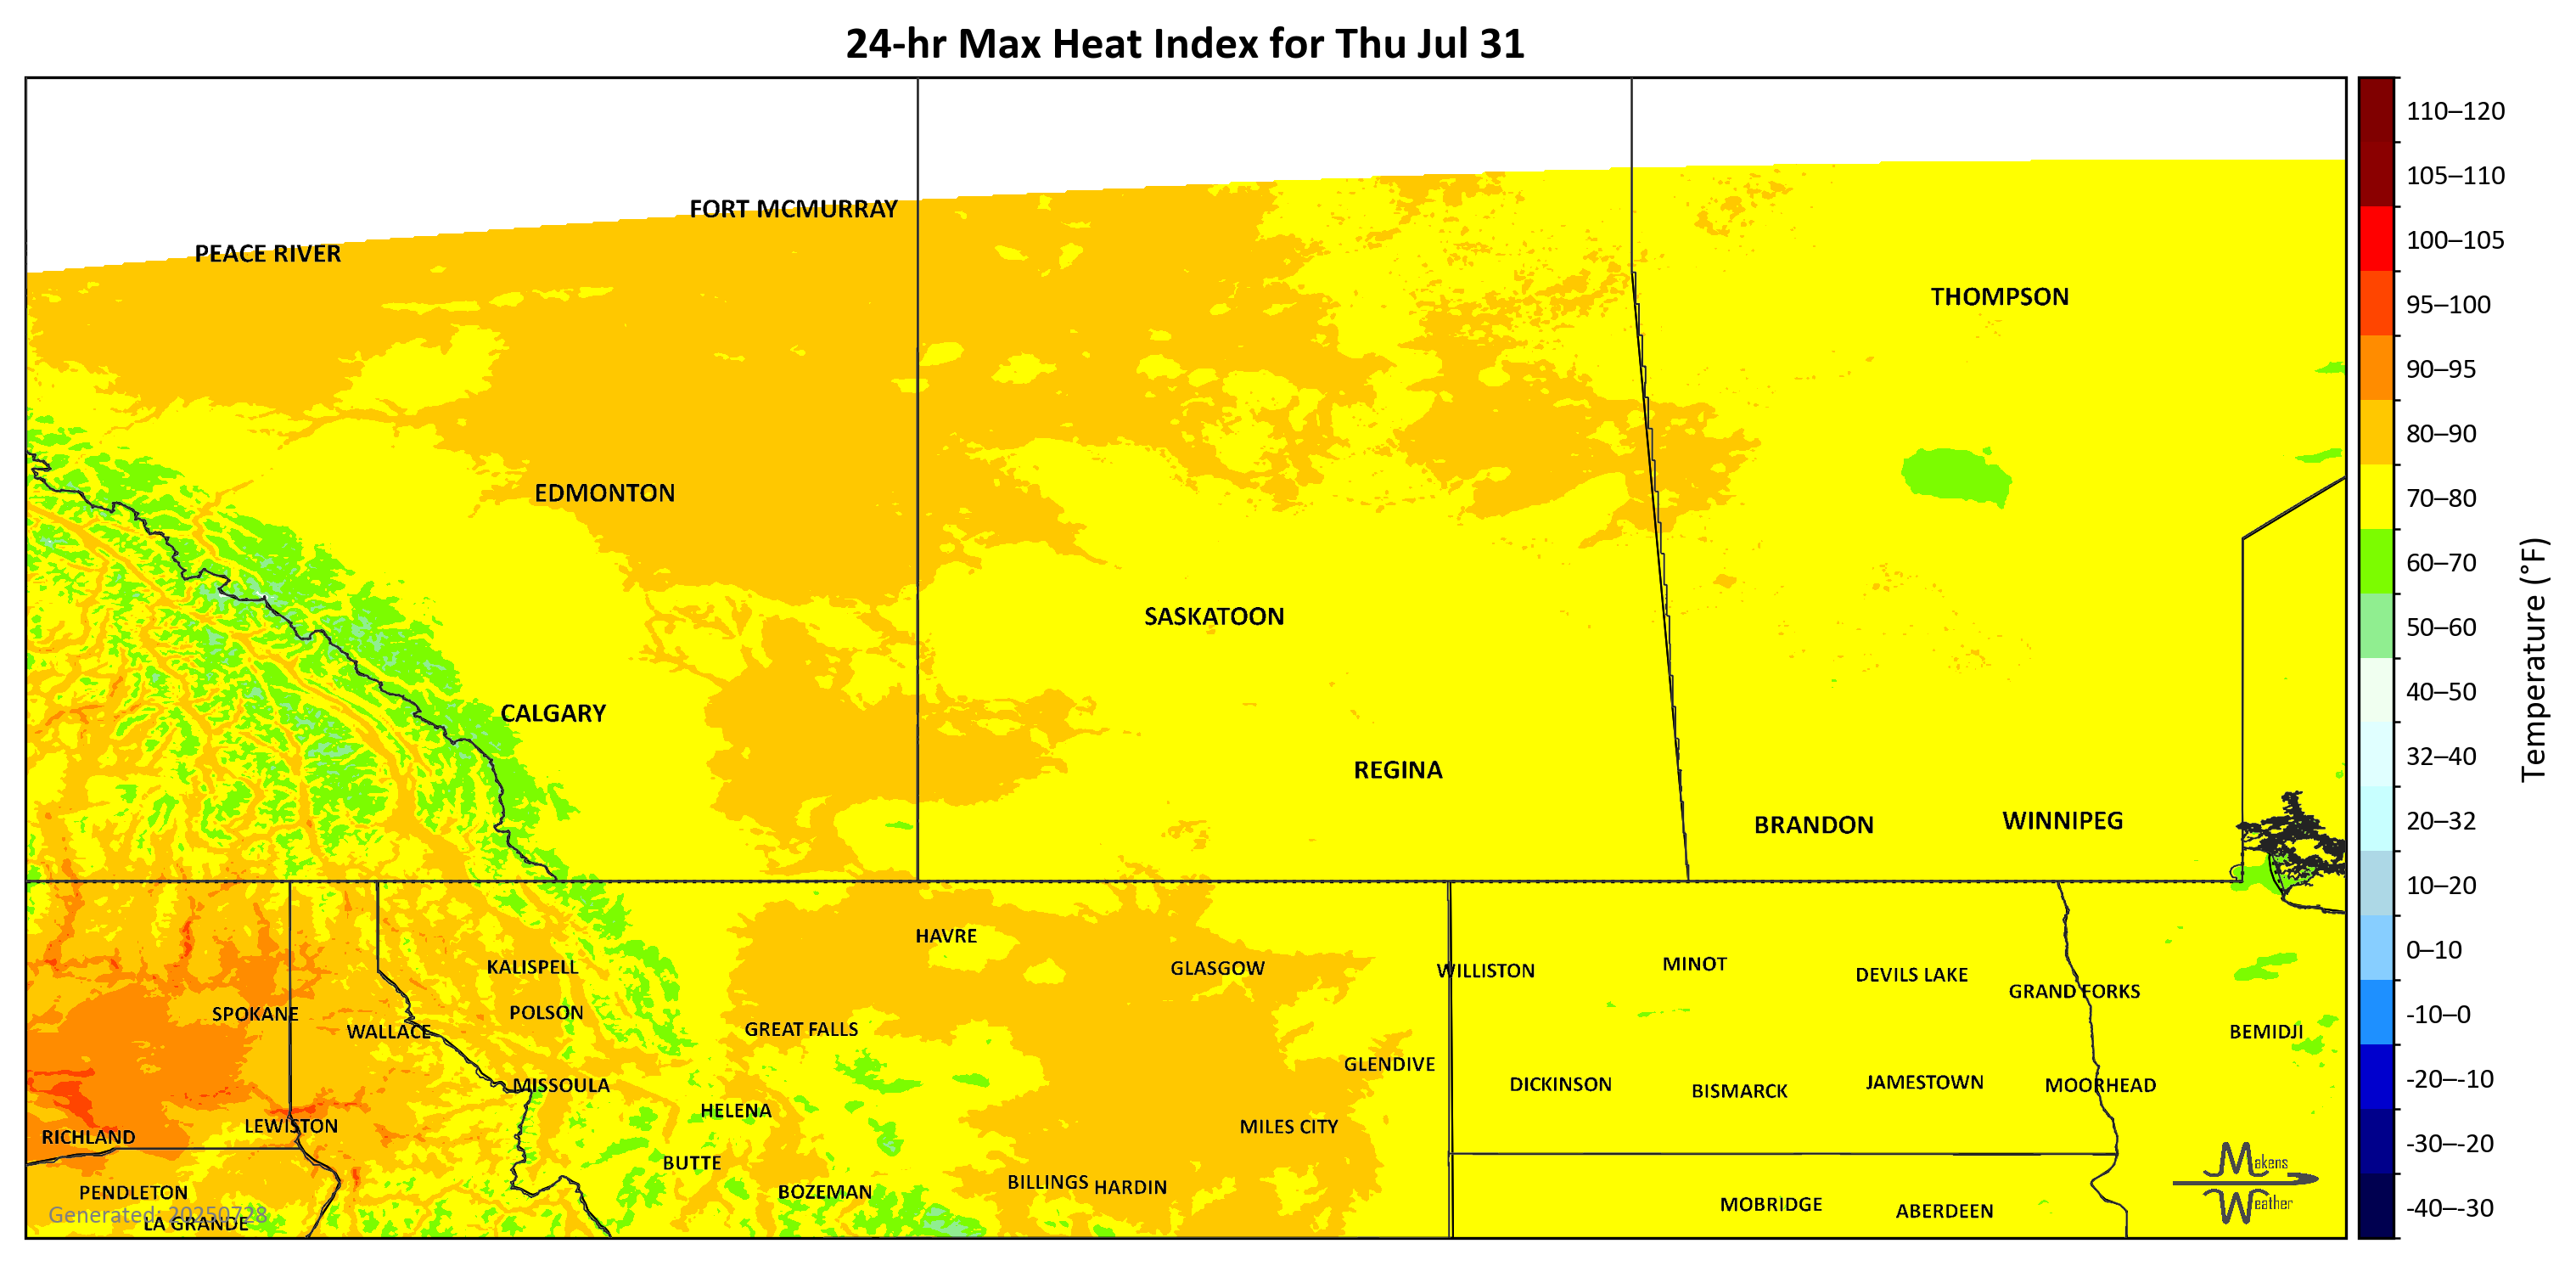 24-hr Max Heat Index for Thu Jul 31
FORT MCMURRAY
PEACE RIVER
THOMPSON
EDMONTON
SASKATOON
CALGARY
REGINA
BRANDON
WINNIPEG
HAVRE
KALISPELL
GLASGOW
WILLISTON
MINOT
DEVILS LAKE
GRAND FORKS
SPOKANE
POLSON
WALLACE
GREAT FALLS
BEMIDJI
GLENDIVE
MISSOULA
DICKINSON
BISMARCK
JAMESTOWN
MOORHEAD
HELENA
LEWISTON
MILES CITY
RICHLAND
BUTTE
BILLINGS
HARDIN
PENDLETON
BOZEMAN
MOBRIDGE
ABERDEEN
LA GRANDE
Generated: 20250728
Makens
Weather
110–120
105–110
100–105
95–100
90–95
80–90
70–80
60–70
50–60
40–50
32–40
20–32
10–20
0–10
-10–0
-20–-10
-30–-20
-40–-30
Temperature (°F)